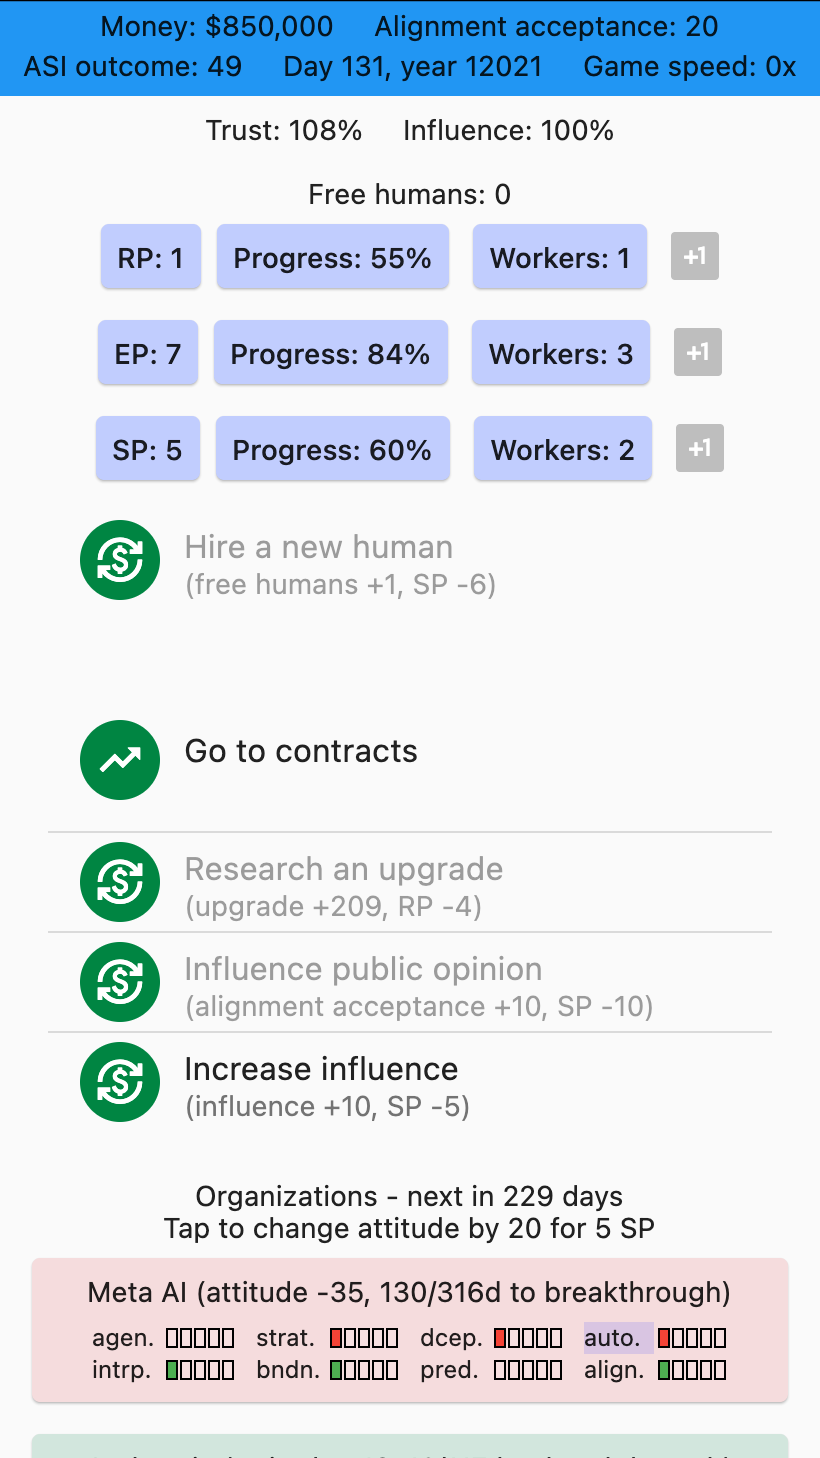 Money: $850,000 Alignment acceptance: 20
ASI outcome: 49 Day 131, year 12021 Game speed: 0x
Trust: 108% Influence: 100%
Free humans: 0
RP: 1 Progress: 55% Workers: 1 +1
EP: 7 Progress: 84% Workers: 3 +1
SP: 5 Progress: 60% Workers: 2 +1
Hire a new human
(free humans +1, SP -6)
Go to contracts
Research an upgrade
(upgrade +209, RP -4)
Influence public opinion
(alignment acceptance +10, SP -10)
Increase influence
(influence +10, SP -5)
Organizations - next in 229 days
Tap to change attitude by 20 for 5 SP
Meta AI (attitude -35, 130/316d to breakthrough)
agen. strat. dcep. auto.
intrp. bndn. pred. align.